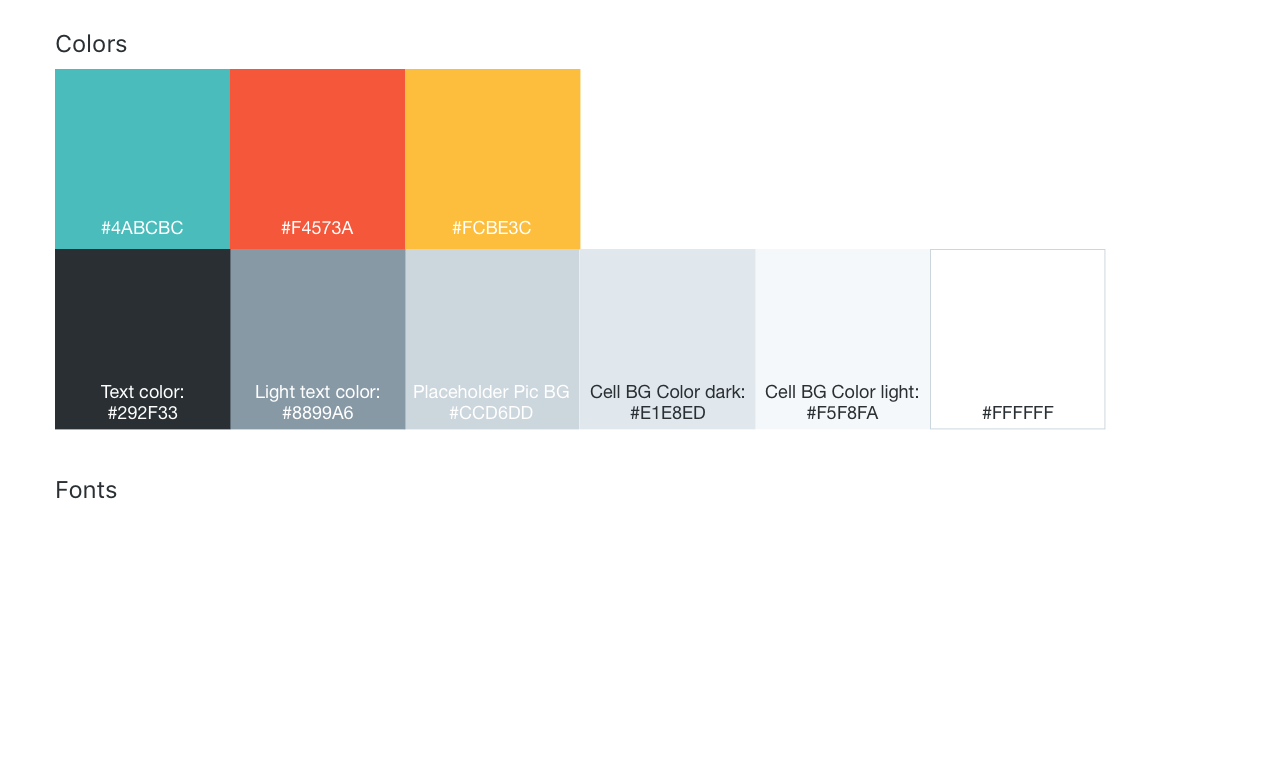 Colors
#4ABCBC
#F4573A
#FCBE3C
Text color:
#292F33
Light text color:
#8899A6
Placeholder Pic BG
#CCD6DD
Cell BG Color dark:
#E1E8ED
Cell BG Color light:
#F5F8FA
#FFFFFF
Fonts